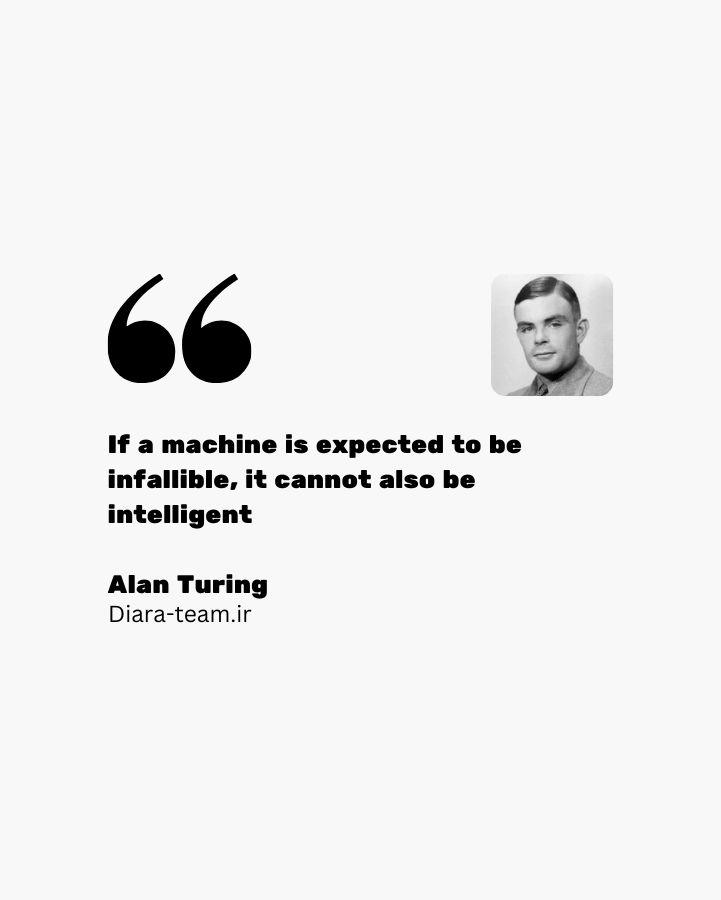 If a machine is expected to be
infallible, it cannot also be
intelligent
Alan Turing
Diara-team.ir